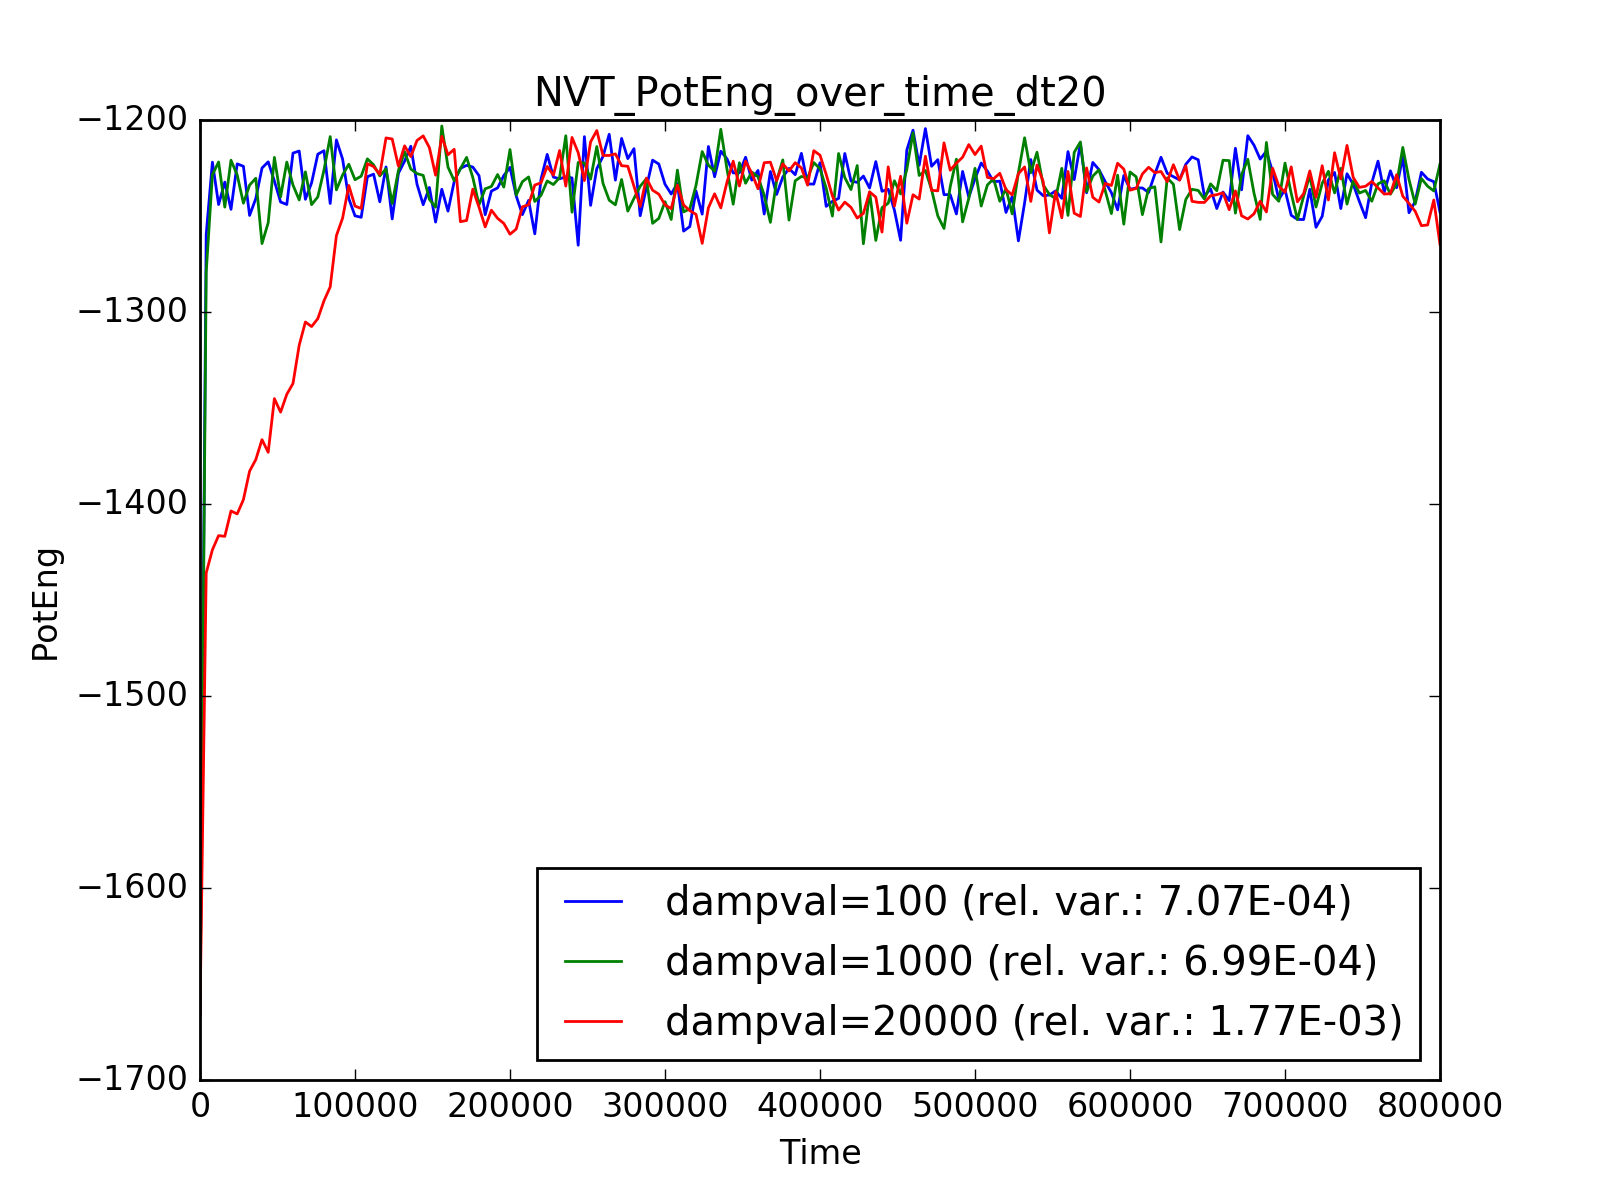 NVT_PotEng_over_time_dt20
−1200
−1300
−1400
−1500
−1600
−1700
PotEng
dampval=100 (rel. var.: 7.07E-04)
dampval=1000 (rel. var.: 6.99E-04)
dampval=20000 (rel. var.: 1.77E-03)
0 100000 200000 300000 400000 500000 600000 700000 800000
Time